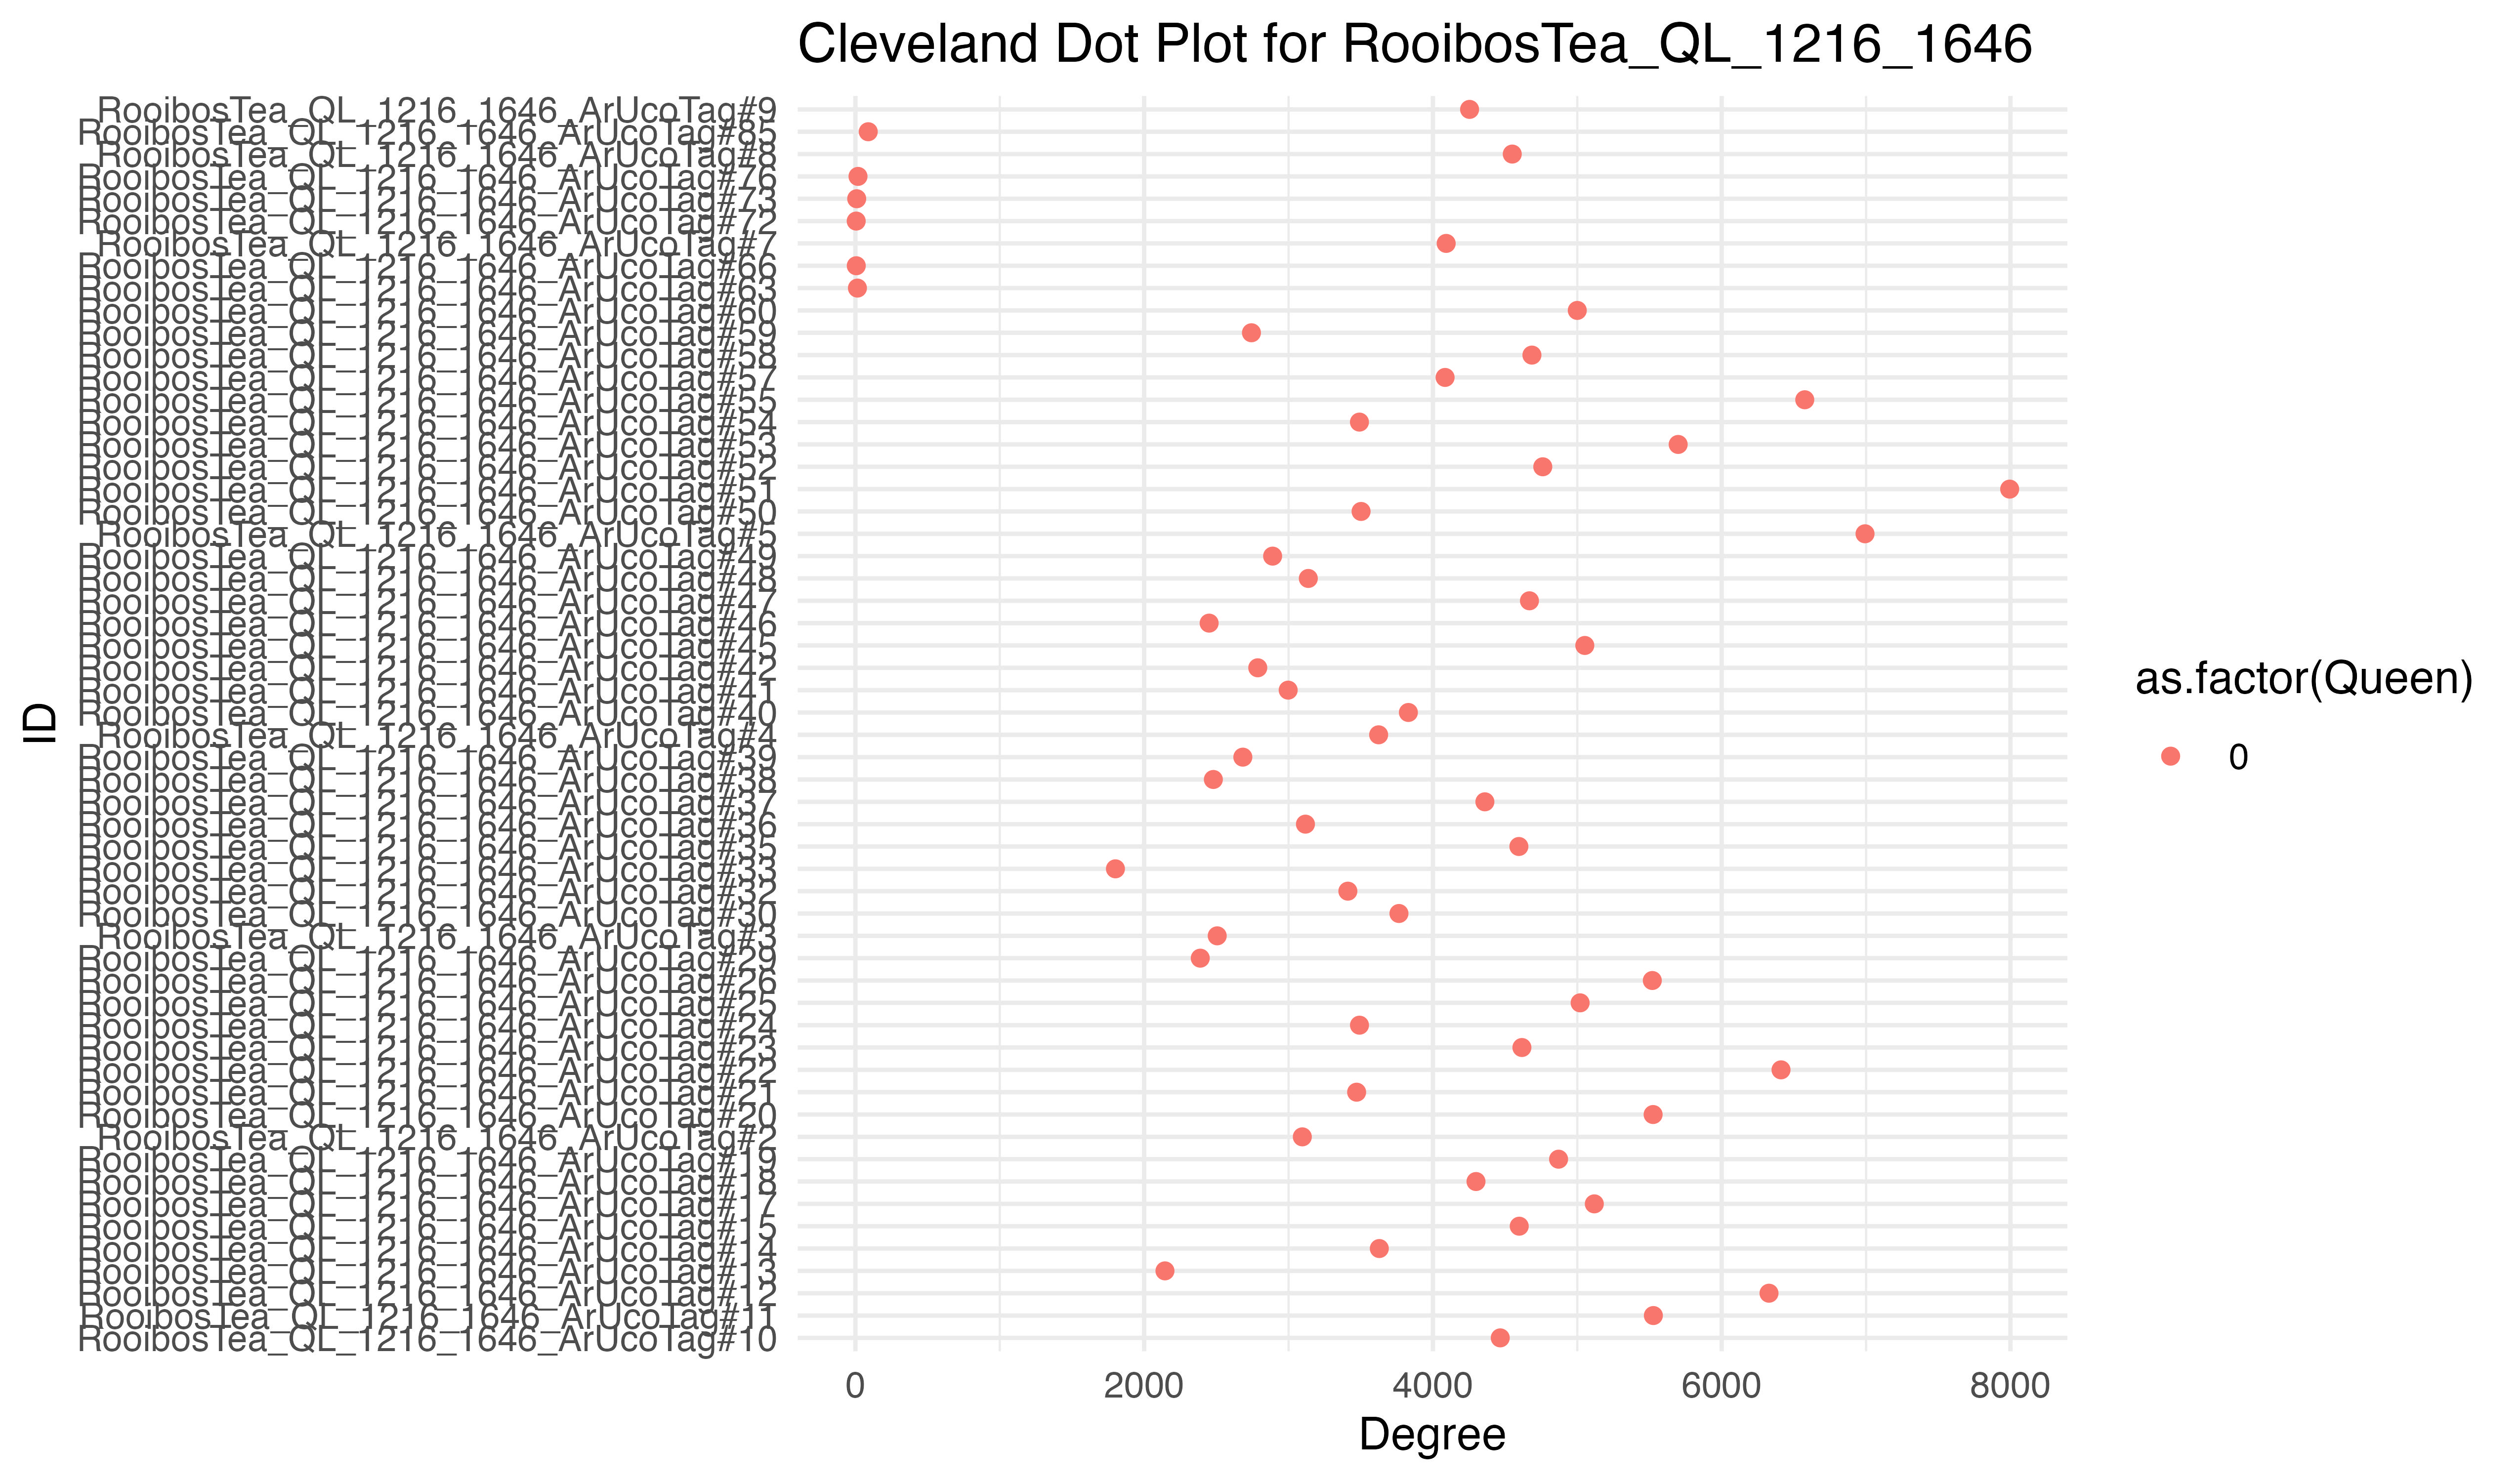 Cleveland Dot Plot for RooibosTea_QL_1216_1646
RooibosTea_QL_1216_1646_ArUcoTag#9
RooibosTea_QL_1216_1646_ArUcoTag#85
RooibosTea_QL_1216_1646_ArUcoTag#8
RooibosTea_QL_1216_1646_ArUcoTag#76
RooibosTea_QL_1216_1646_ArUcoTag#73
RooibosTea_QL_1216_1646_ArUcoTag#72
RooibosTea_QL_1216_1646_ArUcoTag#7
RooibosTea_QL_1216_1646_ArUcoTag#66
RooibosTea_QL_1216_1646_ArUcoTag#63
RooibosTea_QL_1216_1646_ArUcoTag#60
RooibosTea_QL_1216_1646_ArUcoTag#59
RooibosTea_QL_1216_1646_ArUcoTag#58
RooibosTea_QL_1216_1646_ArUcoTag#57
RooibosTea_QL_1216_1646_ArUcoTag#55
RooibosTea_QL_1216_1646_ArUcoTag#54
RooibosTea_QL_1216_1646_ArUcoTag#53
RooibosTea_QL_1216_1646_ArUcoTag#52
RooibosTea_QL_1216_1646_ArUcoTag#51
RooibosTea_QL_1216_1646_ArUcoTag#50
RooibosTea_QL_1216_1646_ArUcoTag#5
RooibosTea_QL_1216_1646_ArUcoTag#49
RooibosTea_QL_1216_1646_ArUcoTag#48
RooibosTea_QL_1216_1646_ArUcoTag#47
RooibosTea_QL_1216_1646_ArUcoTag#46
RooibosTea_QL_1216_1646_ArUcoTag#45
RooibosTea_QL_1216_1646_ArUcoTag#42
RooibosTea_QL_1216_1646_ArUcoTag#41
RooibosTea_QL_1216_1646_ArUcoTag#40
RooibosTea_QL_1216_1646_ArUcoTag#4
RooibosTea_QL_1216_1646_ArUcoTag#39
RooibosTea_QL_1216_1646_ArUcoTag#38
RooibosTea_QL_1216_1646_ArUcoTag#37
RooibosTea_QL_1216_1646_ArUcoTag#36
RooibosTea_QL_1216_1646_ArUcoTag#35
RooibosTea_QL_1216_1646_ArUcoTag#33
RooibosTea_QL_1216_1646_ArUcoTag#32
RooibosTea_QL_1216_1646_ArUcoTag#30
RooibosTea_QL_1216_1646_ArUcoTag#3
RooibosTea_QL_1216_1646_ArUcoTag#29
RooibosTea_QL_1216_1646_ArUcoTag#26
RooibosTea_QL_1216_1646_ArUcoTag#25
RooibosTea_QL_1216_1646_ArUcoTag#24
RooibosTea_QL_1216_1646_ArUcoTag#23
RooibosTea_QL_1216_1646_ArUcoTag#22
RooibosTea_QL_1216_1646_ArUcoTag#21
RooibosTea_QL_1216_1646_ArUcoTag#20
RooibosTea_QL_1216_1646_ArUcoTag#2
RooibosTea_QL_1216_1646_ArUcoTag#19
RooibosTea_QL_1216_1646_ArUcoTag#18
RooibosTea_QL_1216_1646_ArUcoTag#17
RooibosTea_QL_1216_1646_ArUcoTag#15
RooibosTea_QL_1216_1646_ArUcoTag#14
RooibosTea_QL_1216_1646_ArUcoTag#13
RooibosTea_QL_1216_1646_ArUcoTag#12
RooibosTea_QL_1216_1646_ArUcoTag#11
RooibosTea_QL_1216_1646_ArUcoTag#10
ID
0 2000 4000 6000 8000
Degree
as.factor(Queen)
0